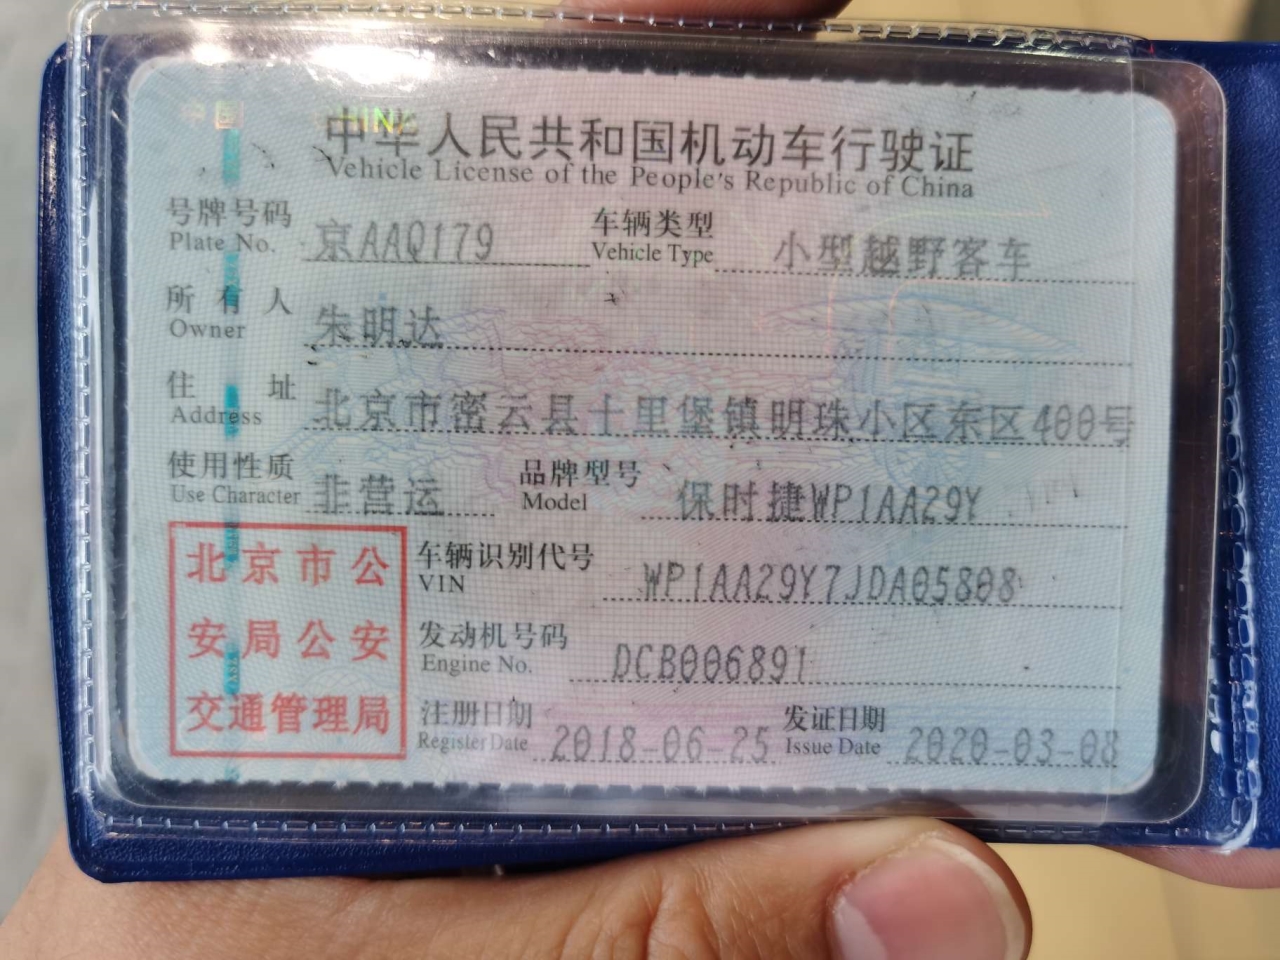 中国 CHINA
中华人民共和国机动车行驶证
Vehicle License of the People's Republic of China
号牌号码 京AAQ179 车辆类型 小型越野客车
Plate No. Vehicle Type
所有人 朱明达
Owner
住址 北京市密云县十里堡镇明珠小区东区400号
Address
使用性质 非营运 品牌型号 保时捷WP1AA29Y
Use Character Model
北京市公
安局公安
交通管理局
车辆识别代号 WP1AA29Y7JDA05808
VIN
发动机号码 DCB006891
Engine No.
注册日期 2018-06-25 发证日期 2020-03-08
Register Date Issue Date